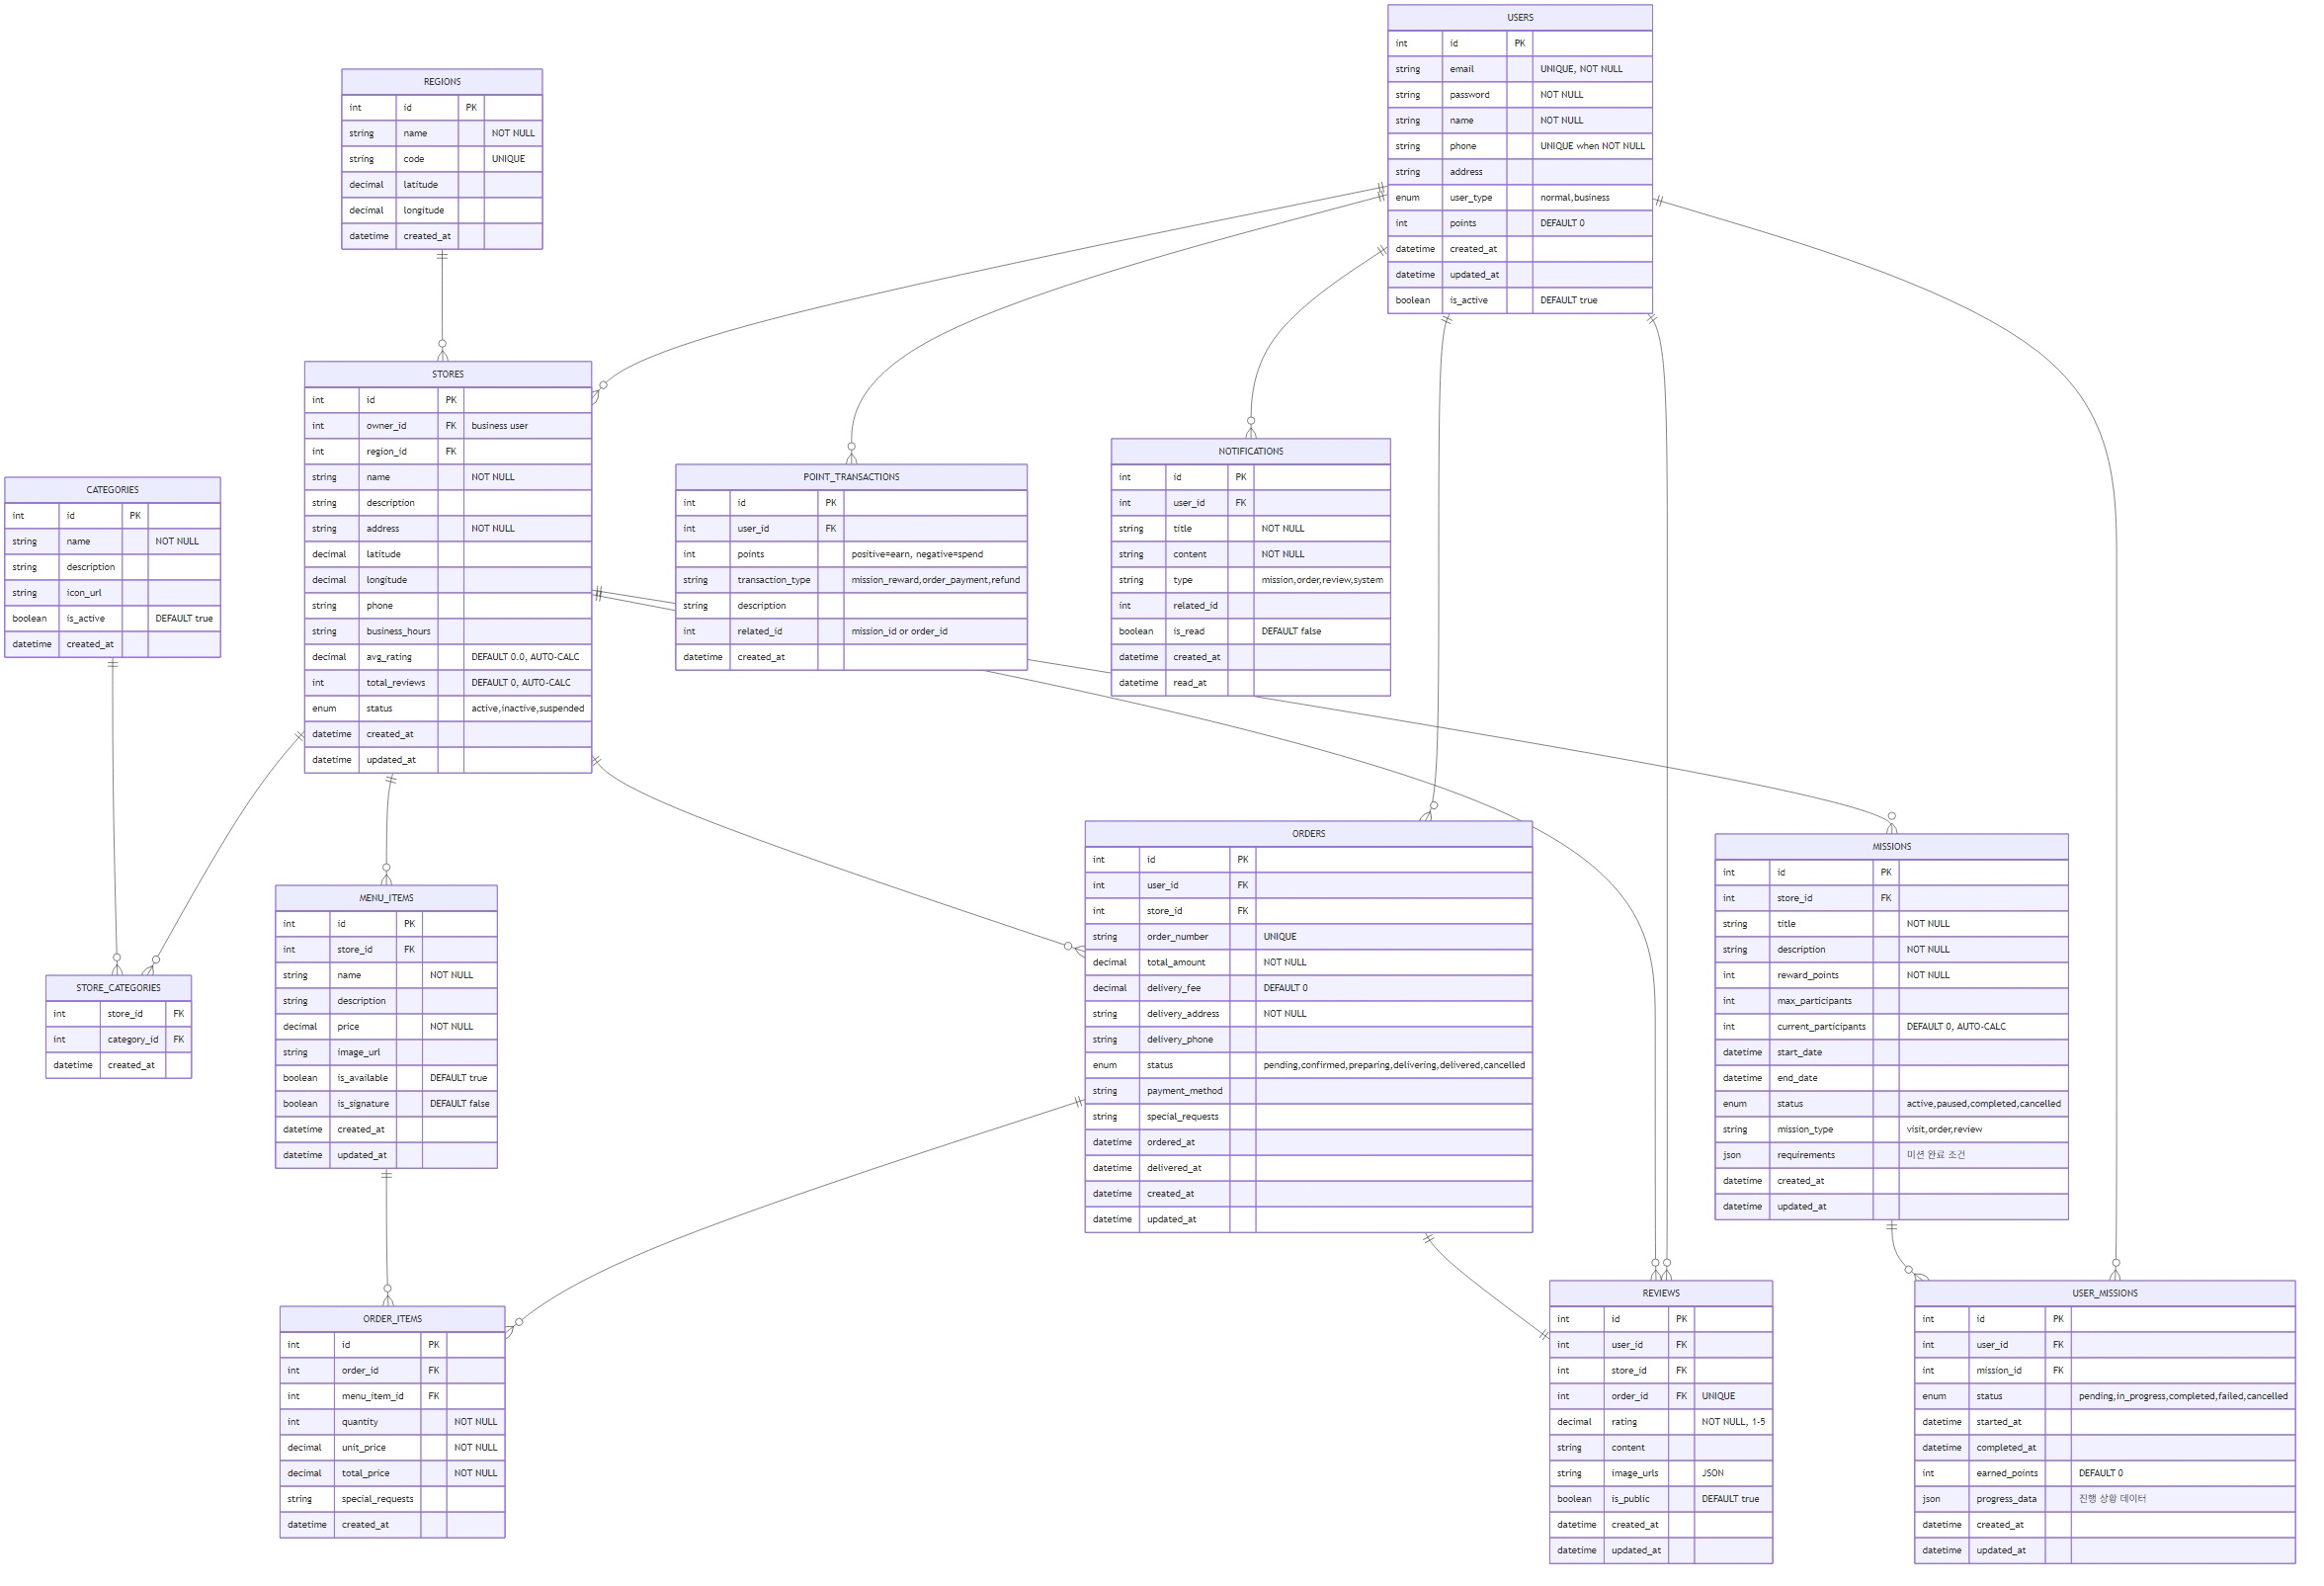 USERS
int id PK
string email UNIQUE, NOT NULL
string password NOT NULL
string name NOT NULL
string phone UNIQUE when NOT NULL
string address
enum user_type normal,business
int points DEFAULT 0
datetime created_at
datetime updated_at
boolean is_active DEFAULT true
REGIONS
int id PK
string name NOT NULL
string code UNIQUE
decimal latitude
decimal longitude
datetime created_at
STORES
int id PK
int owner_id FK business user
int region_id FK
string name NOT NULL
string description
string address NOT NULL
decimal latitude
decimal longitude
string phone
string business_hours
decimal avg_rating DEFAULT 0.0, AUTO-CALC
int total_reviews DEFAULT 0, AUTO-CALC
enum status active,inactive,suspended
datetime created_at
datetime updated_at
CATEGORIES
int id PK
string name NOT NULL
string description
string icon_url
boolean is_active DEFAULT true
datetime created_at
POINT_TRANSACTIONS
int id PK
int user_id FK
int points positive=earn, negative=spend
string transaction_type mission_reward,order_payment,refund
string description
int related_id mission_id or order_id
datetime created_at
NOTIFICATIONS
int id PK
int user_id FK
string title NOT NULL
string content NOT NULL
string type mission,order,review,system
int related_id
boolean is_read DEFAULT false
datetime created_at
datetime read_at
ORDERS
int id PK
int user_id FK
int store_id FK
string order_number UNIQUE
decimal total_amount NOT NULL
decimal delivery_fee DEFAULT 0
string delivery_address NOT NULL
string delivery_phone
enum status pending,confirmed,preparing,delivering,delivered,cancelled
string payment_method
string special_requests
datetime ordered_at
datetime delivered_at
datetime created_at
datetime updated_at
MISSIONS
int id PK
int store_id FK
string title NOT NULL
string description NOT NULL
int reward_points NOT NULL
int max_participants
int current_participants DEFAULT 0, AUTO-CALC
datetime start_date
datetime end_date
enum status active,paused,completed,cancelled
string mission_type visit,order,review
json requirements 미션 완료 조건
datetime created_at
datetime updated_at
MENU_ITEMS
int id PK
int store_id FK
string name NOT NULL
string description
decimal price NOT NULL
string image_url
boolean is_available DEFAULT true
boolean is_signature DEFAULT false
datetime created_at
datetime updated_at
STORE_CATEGORIES
int store_id FK
int category_id FK
datetime created_at
ORDER_ITEMS
int id PK
int order_id FK
int menu_item_id FK
int quantity NOT NULL
decimal unit_price NOT NULL
decimal total_price NOT NULL
string special_requests
datetime created_at
REVIEWS
int id PK
int user_id FK
int store_id FK
int order_id FK UNIQUE
decimal rating NOT NULL, 1-5
string content
string image_urls JSON
boolean is_public DEFAULT true
datetime created_at
datetime updated_at
USER_MISSIONS
int id PK
int user_id FK
int mission_id FK
enum status pending,in_progress,completed,failed,cancelled
datetime started_at
datetime completed_at
int earned_points DEFAULT 0
json progress_data 진행 상황 데이터
datetime created_at
datetime updated_at